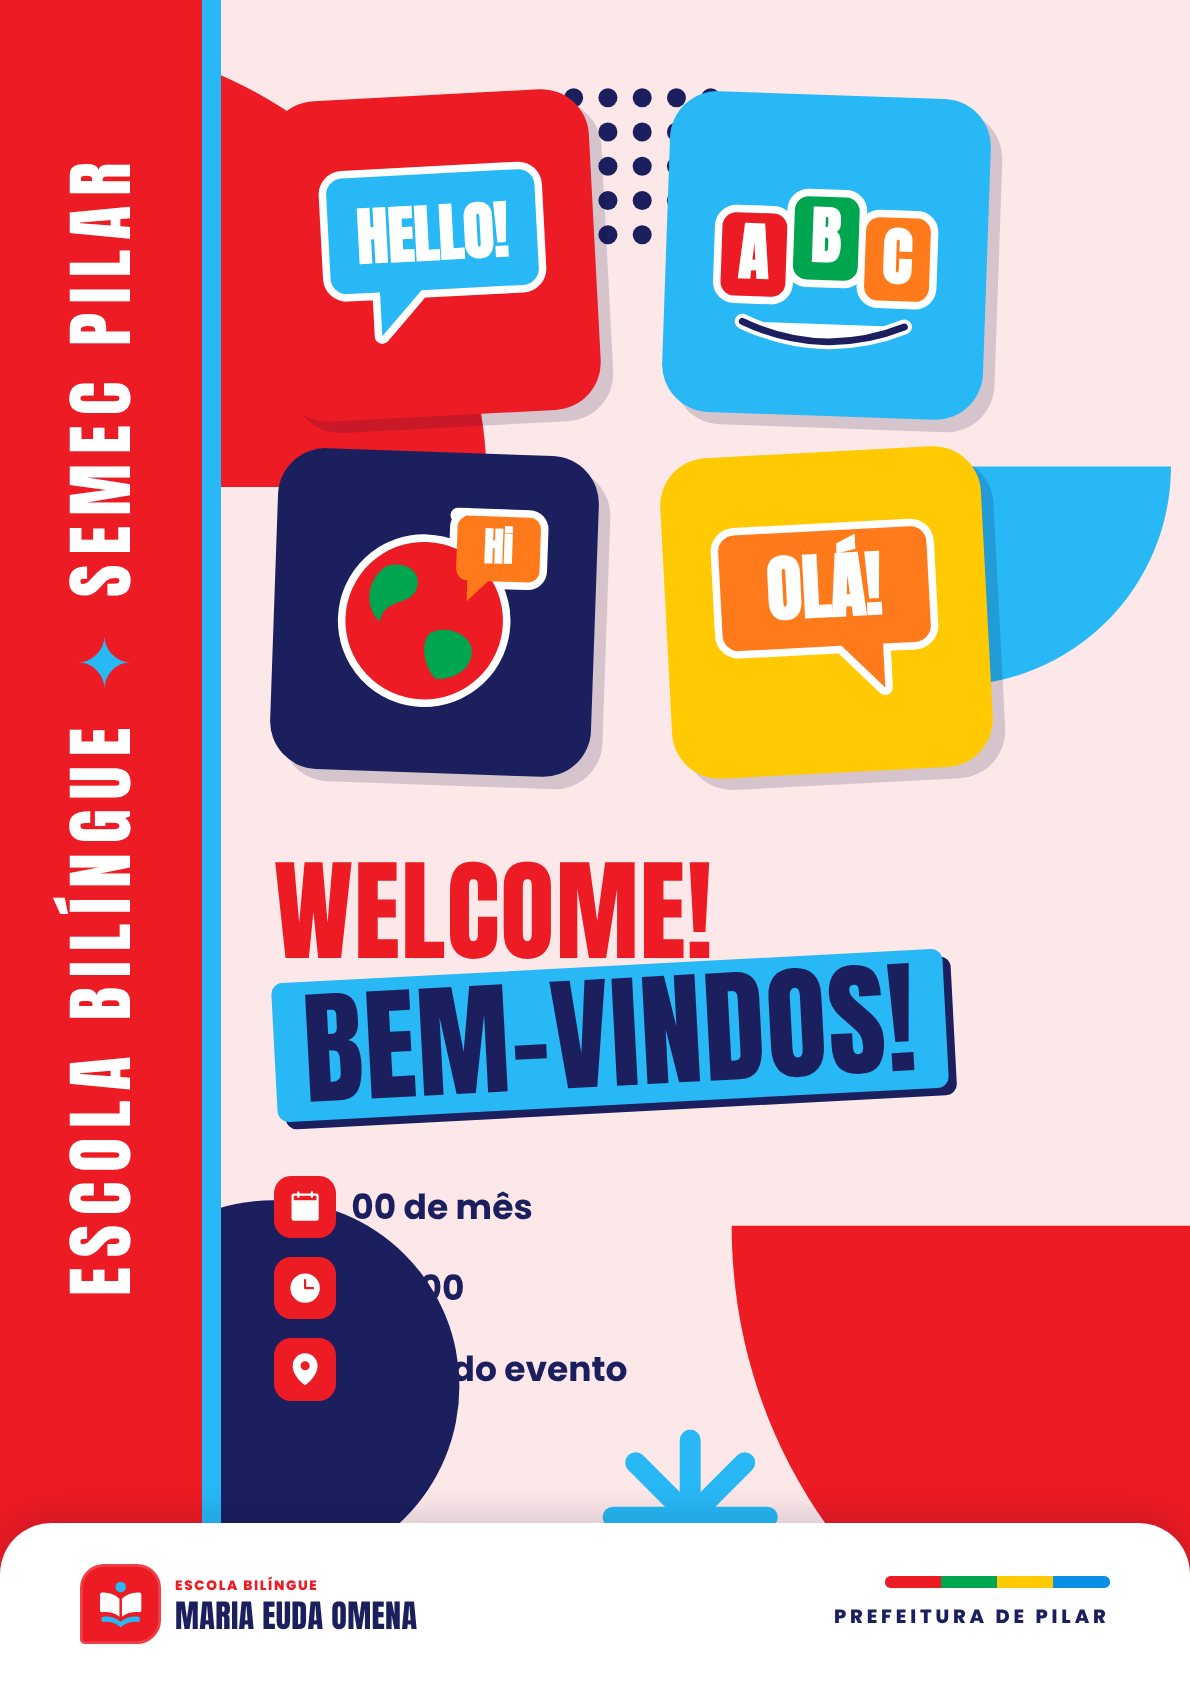 ESCOLA BILÍNGUE ✦ SEMEC PILAR
HELLO!
A B C
Hi
OLÁ!
WELCOME!
BEM-VINDOS!
00 de mês
00
do evento
ESCOLA BILÍNGUE
MARIA EUDA OMENA
PREFEITURA DE PILAR